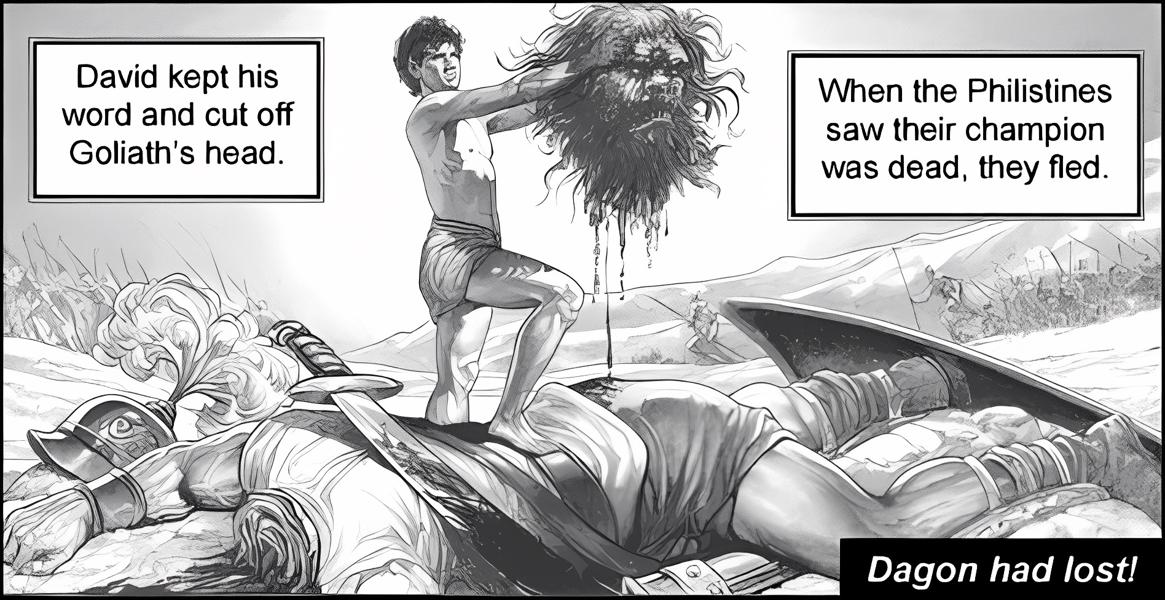 David kept his
word and cut off
Goliath's head.
When the Philistines
saw their champion
was dead, they fled.
Dagon had lost!